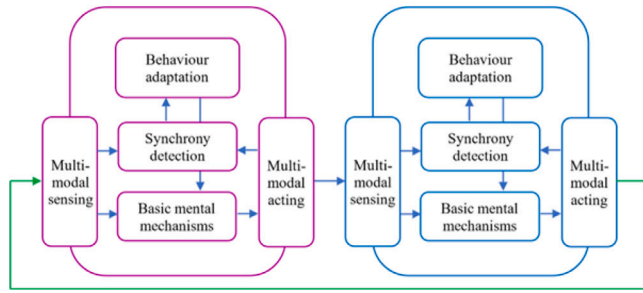 Behaviour
adaptation
Synchrony
detection
Multi-
modal
sensing
Multi-
modal
acting
Basic mental
mechanisms
Behaviour
adaptation
Synchrony
detection
Multi-
modal
sensing
Multi-
modal
acting
Basic mental
mechanisms